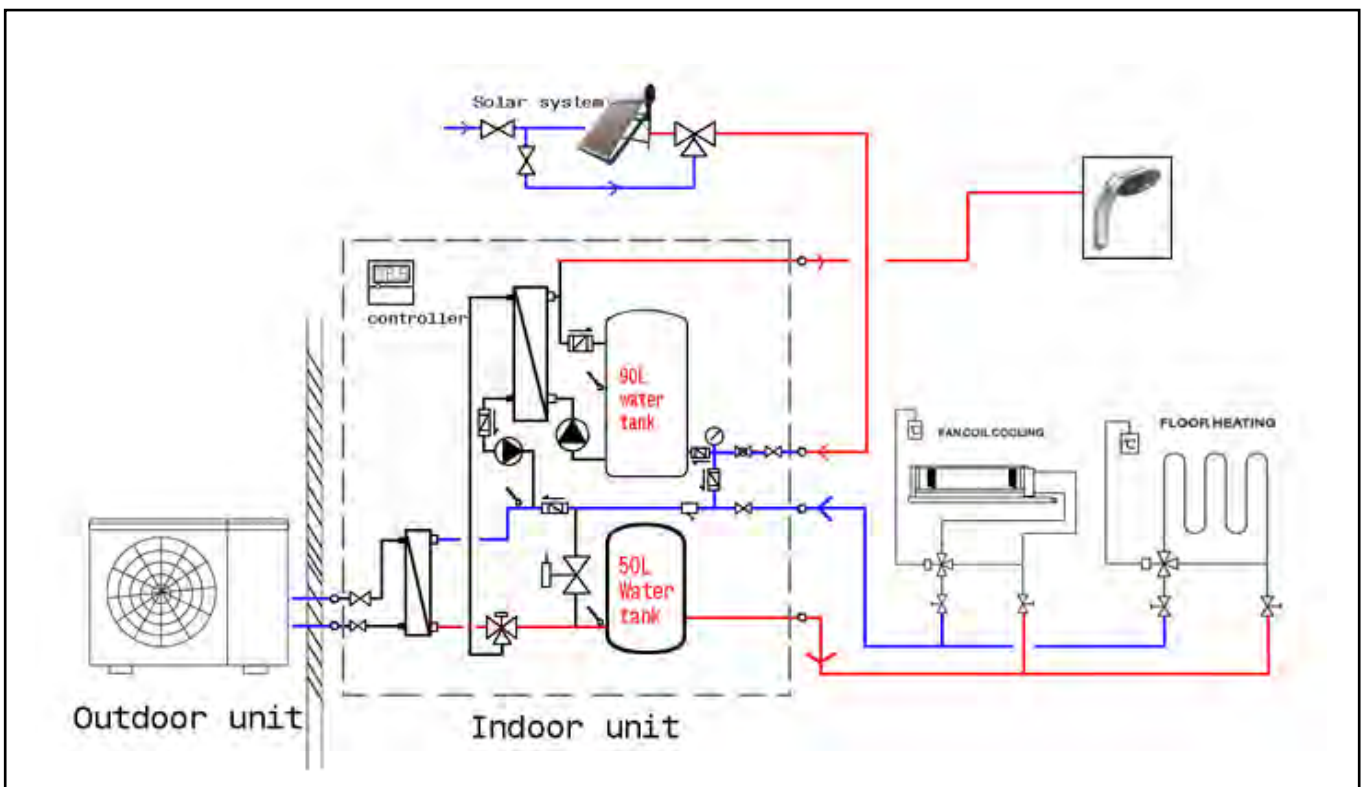 Solar system
controller
90L
water
tank
FAN.COIL COOLING
FLOOR HEATING
°C
°C
50L
Water
tank
Outdoor unit
Indoor unit